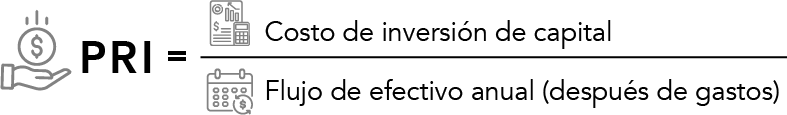 PRI =
Costo de inversión de capital
Flujo de efectivo anual (después de gastos)